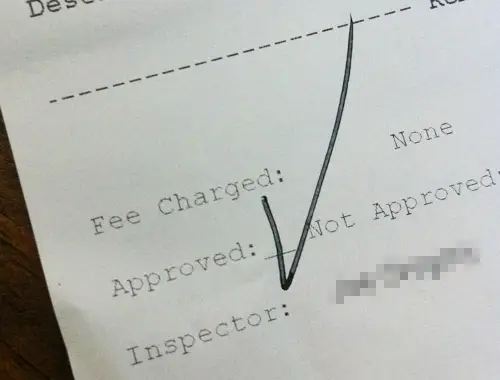 Fee Charged: None
Approved: Not Approved:
Inspector: